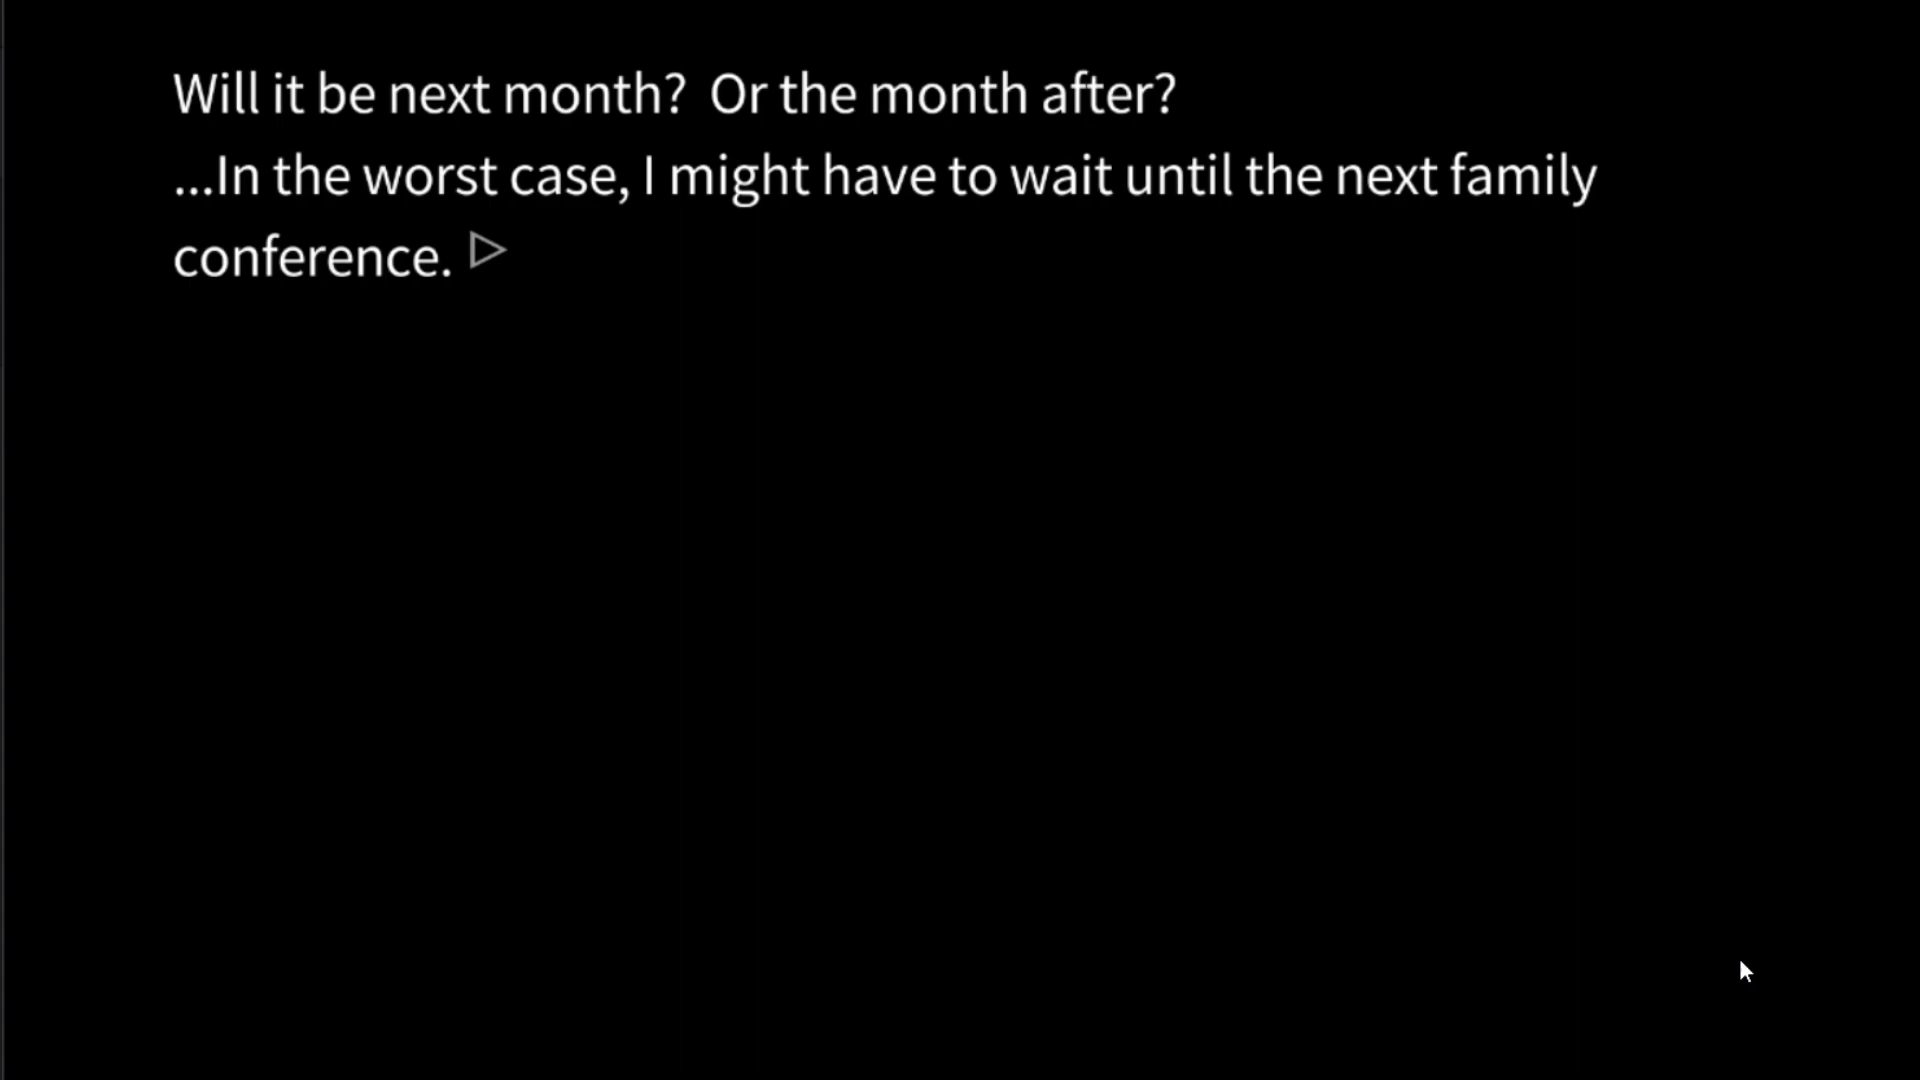 Will it be next month?  Or the month after?
...In the worst case, I might have to wait until the next family
conference.